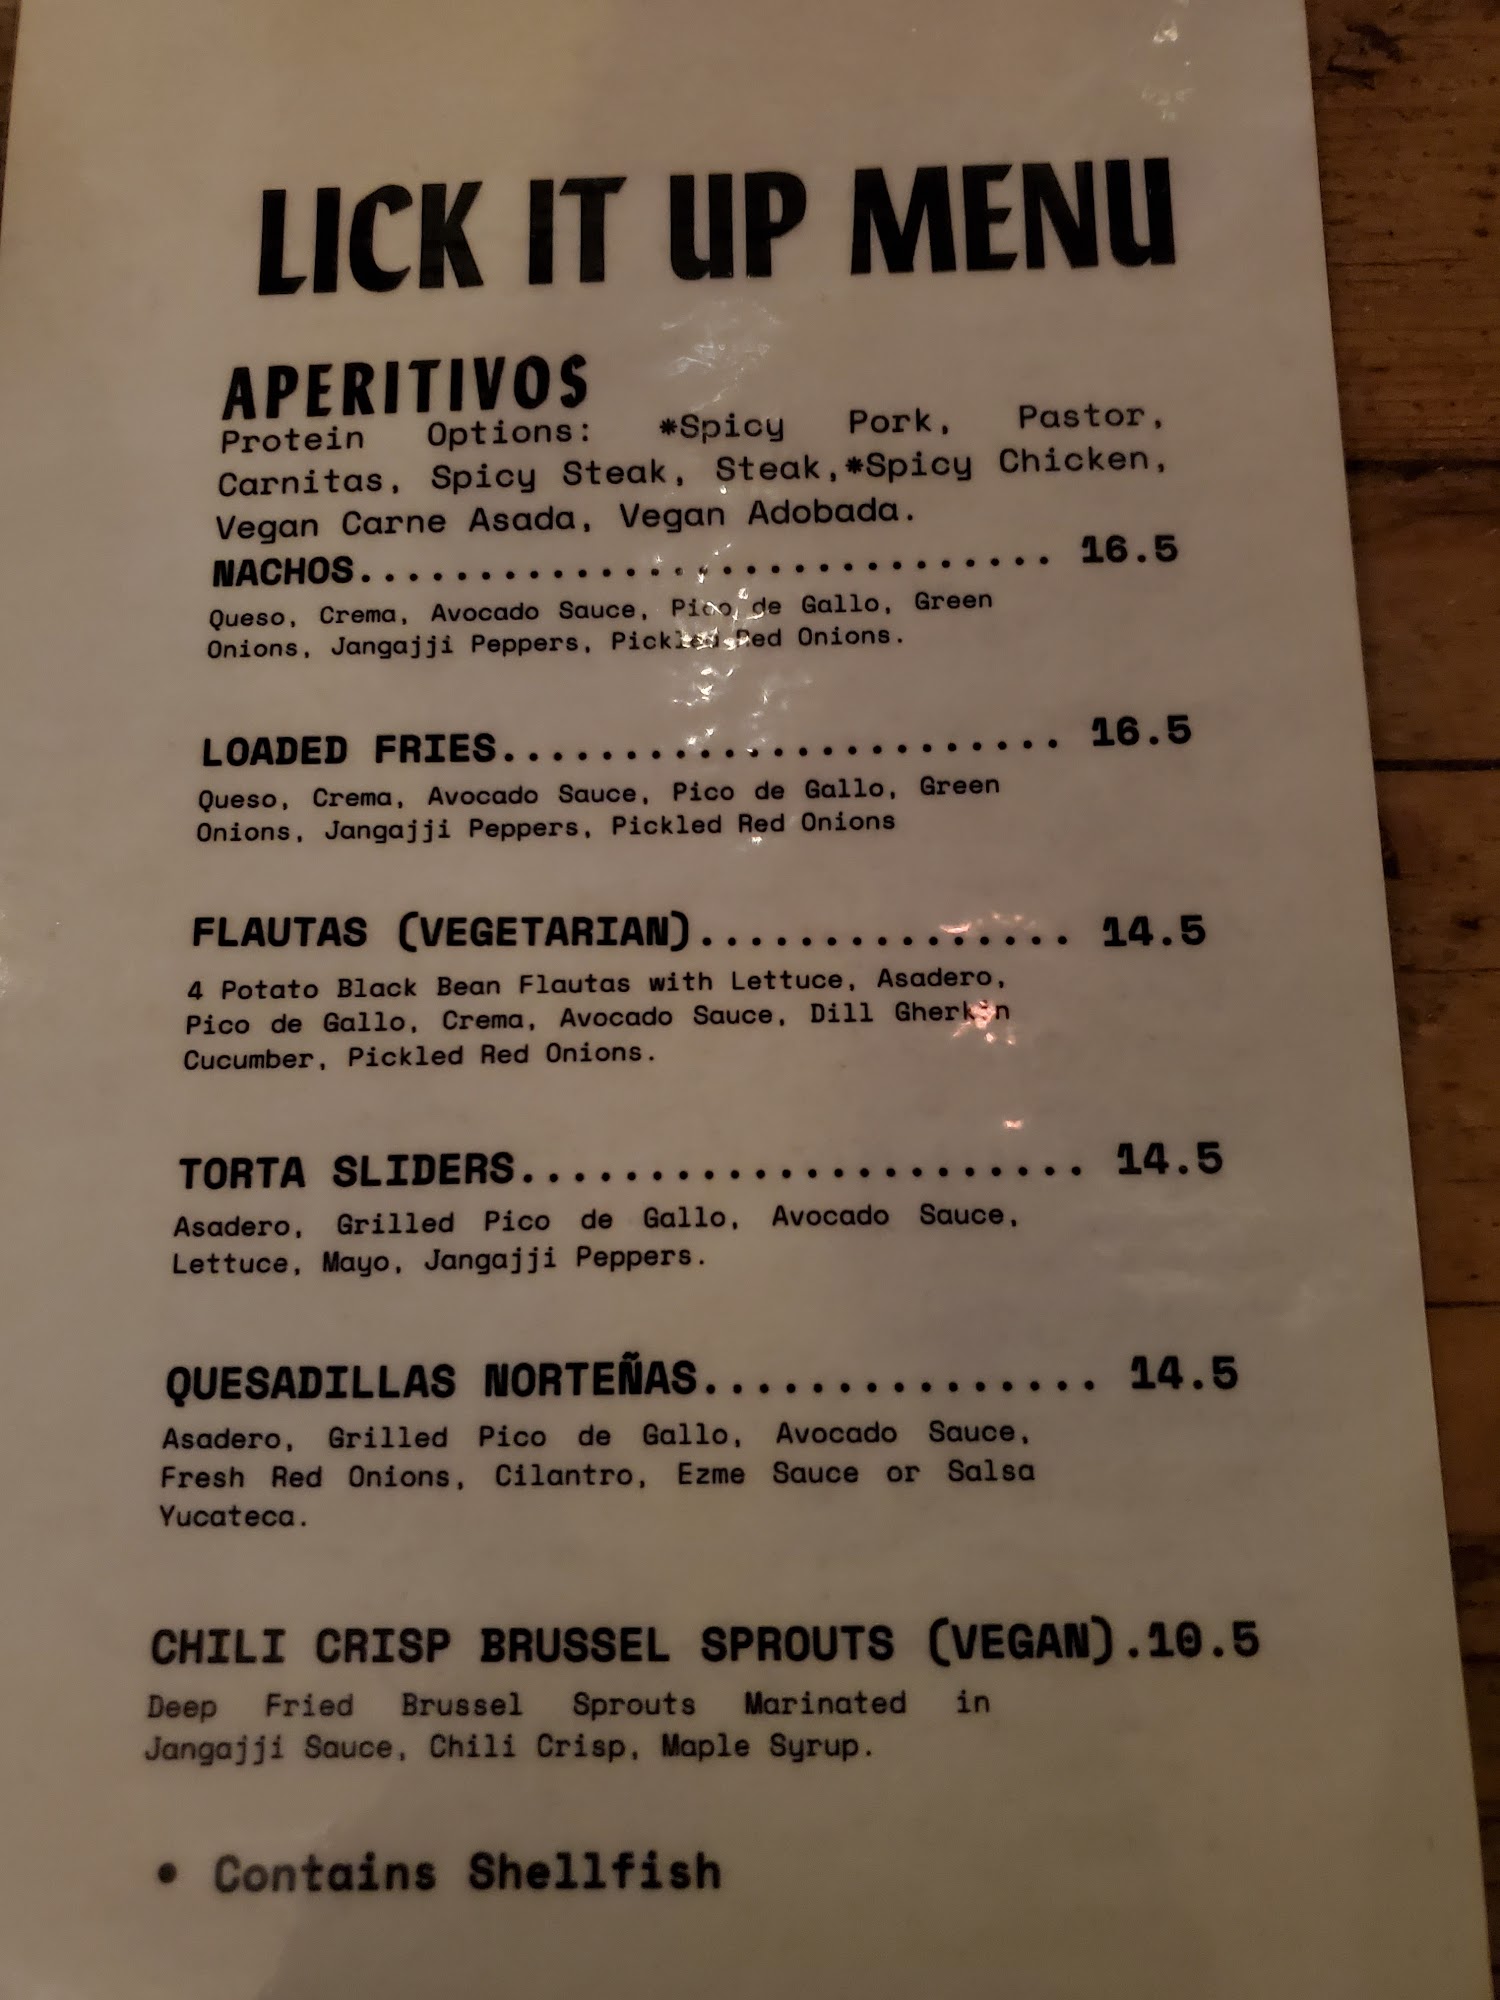 LICK IT UP MENU
APERITIVOS
Protein Options: *Spicy Pork, Pastor,
Carnitas, Spicy Steak, Steak,*Spicy Chicken,
Vegan Carne Asada, Vegan Adobada.
NACHOS.............................. 16.5
Queso, Crema, Avocado Sauce, Pico de Gallo, Green
Onions, Jangajji Peppers, Pickled Red Onions.
LOADED FRIES....................... 16.5
Queso, Crema, Avocado Sauce, Pico de Gallo, Green
Onions, Jangajji Peppers, Pickled Red Onions
FLAUTAS (VEGETARIAN)............... 14.5
4 Potato Black Bean Flautas with Lettuce, Asadero,
Pico de Gallo, Crema, Avocado Sauce, Dill Gherkin
Cucumber, Pickled Red Onions.
TORTA SLIDERS...................... 14.5
Asadero, Grilled Pico de Gallo, Avocado Sauce,
Lettuce, Mayo, Jangajji Peppers.
QUESADILLAS NORTEÑAS............... 14.5
Asadero, Grilled Pico de Gallo, Avocado Sauce,
Fresh Red Onions, Cilantro, Ezme Sauce or Salsa
Yucateca.
CHILI CRISP BRUSSEL SPROUTS (VEGAN).10.5
Deep Fried Brussel Sprouts Marinated in
Jangajji Sauce, Chili Crisp, Maple Syrup.
• Contains Shellfish